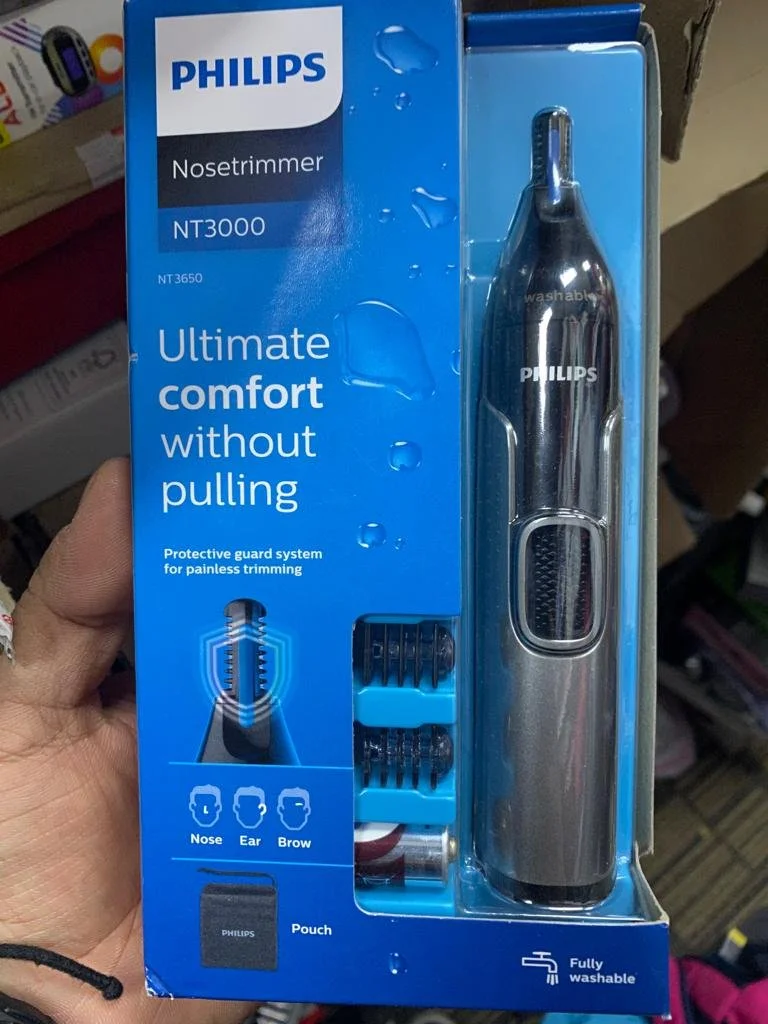 PHILIPS
Nosetrimmer
NT3000
NT3650
Ultimate
comfort
without
pulling
Protective guard system
for painless trimming
Nose Ear Brow
PHILIPS
Pouch
washable
PHILIPS
Fully
washable